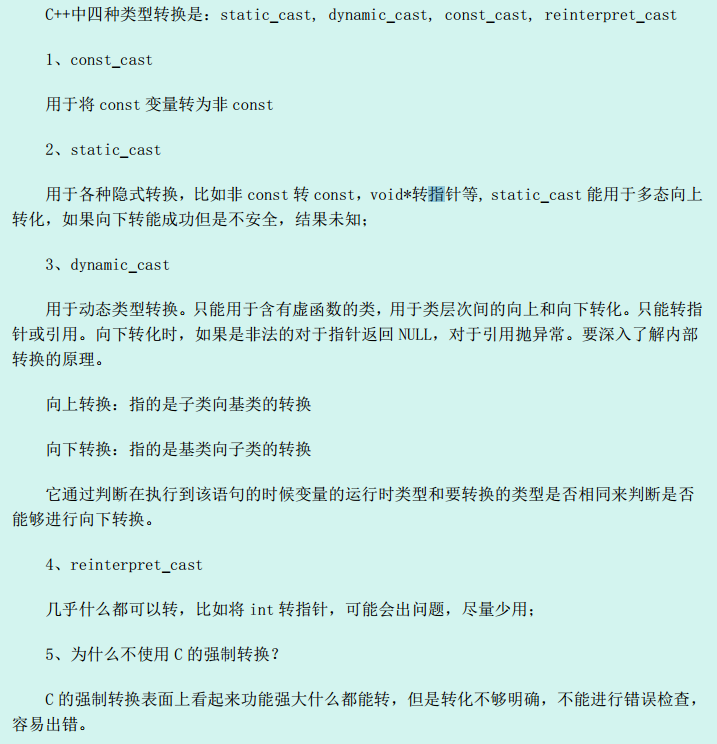 C++中四种类型转换是：static_cast, dynamic_cast, const_cast, reinterpret_cast
1、const_cast
用于将 const 变量转为非 const
2、static_cast
用于各种隐式转换，比如非 const 转 const，void*转指针等, static_cast 能用于多态向上
转化，如果向下转能成功但是不安全，结果未知；
3、dynamic_cast
用于动态类型转换。只能用于含有虚函数的类，用于类层次间的向上和向下转化。只能转指
针或引用。向下转化时，如果是非法的对于指针返回 NULL，对于引用抛异常。要深入了解内部
转换的原理。
向上转换：指的是子类向基类的转换
向下转换：指的是基类向子类的转换
它通过判断在执行到该语句的时候变量的运行时类型和要转换的类型是否相同来判断是否
能够进行向下转换。
4、reinterpret_cast
几乎什么都可以转，比如将 int 转指针，可能会出问题，尽量少用；
5、为什么不使用 C 的强制转换？
C 的强制转换表面上看起来功能强大什么都能转，但是转化不够明确，不能进行错误检查，
容易出错。